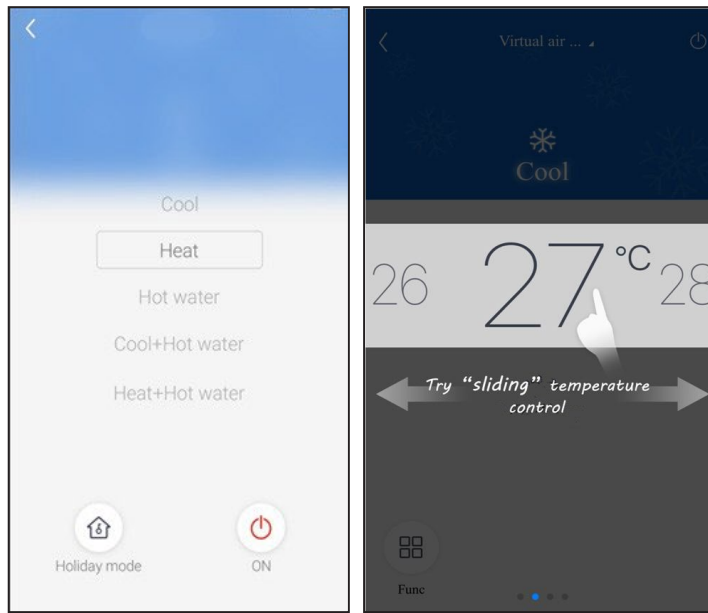 Cool
Heat
Hot water
Cool+Hot water
Heat+Hot water
Holiday mode
ON
Virtual air ...
Cool
26
27°C
28
Try “sliding” temperature
control
Func